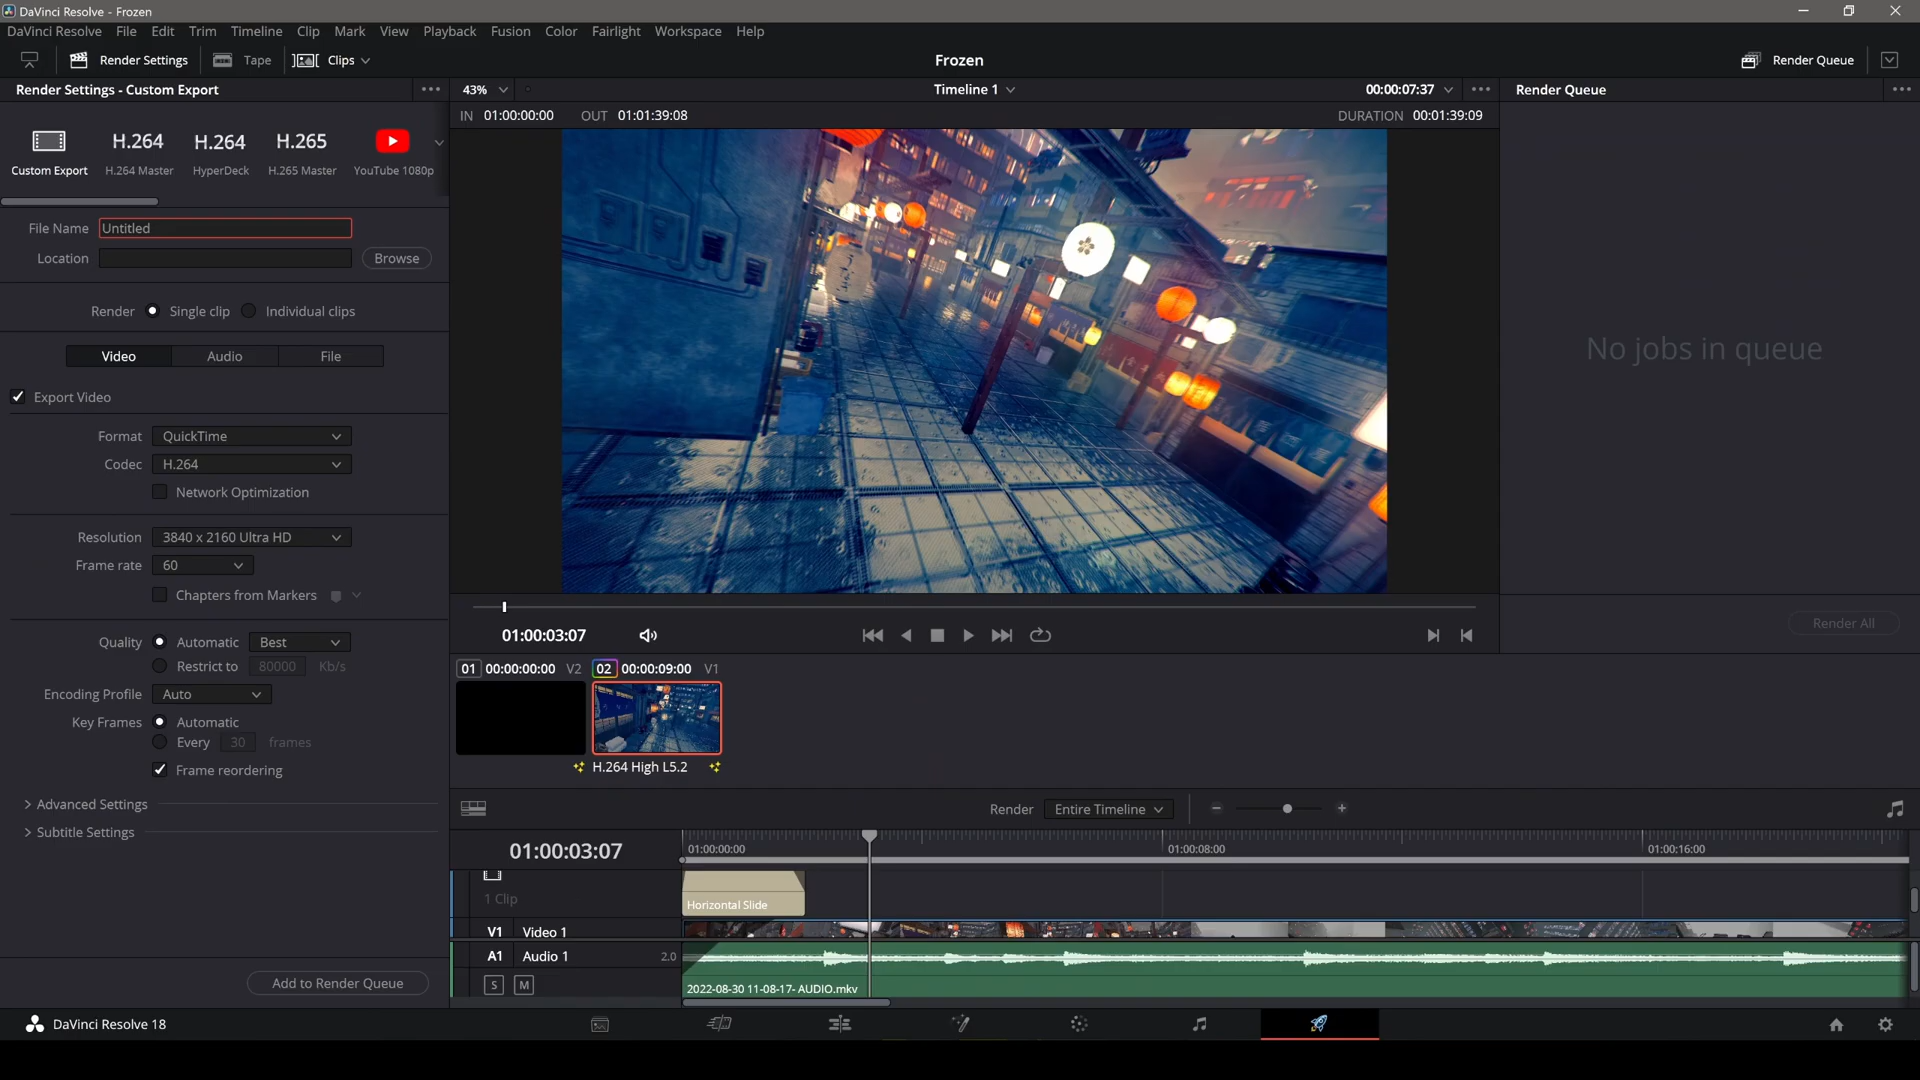 DaVinci Resolve - Frozen
DaVinci Resolve File Edit Trim Timeline Clip Mark View Playback Fusion Color Fairlight Workspace Help
Render Settings Tape Clips Frozen Render Queue
Render Settings - Custom Export 43% Timeline 1 00:00:07:37 Render Queue
IN 01:00:00:00 OUT 01:01:39:08 DURATION 00:01:39:09
H.264 H.264 H.265
Custom Export H.264 Master HyperDeck H.265 Master YouTube 1080p
File Name Untitled
Location Browse
Render Single clip Individual clips
Video Audio File
No jobs in queue
Export Video
Format QuickTime
Codec H.264
Network Optimization
Resolution 3840 x 2160 Ultra HD
Frame rate 60
Chapters from Markers
Render All
01:00:03:07
Quality Automatic Best
Restrict to 80000 Kb/s
01 00:00:00:00 V2 02 00:00:09:00 V1
Encoding Profile Auto
Key Frames Automatic
Every 30 frames
H.264 High L5.2
Frame reordering
Advanced Settings
Render Entire Timeline
Subtitle Settings
01:00:03:07 01:00:00:00 01:00:08:00 01:00:16:00
1 Clip
Horizontal Slide
V1 Video 1
A1 Audio 1 2.0
S M
2022-08-30 11-08-17- AUDIO.mkv
Add to Render Queue
DaVinci Resolve 18